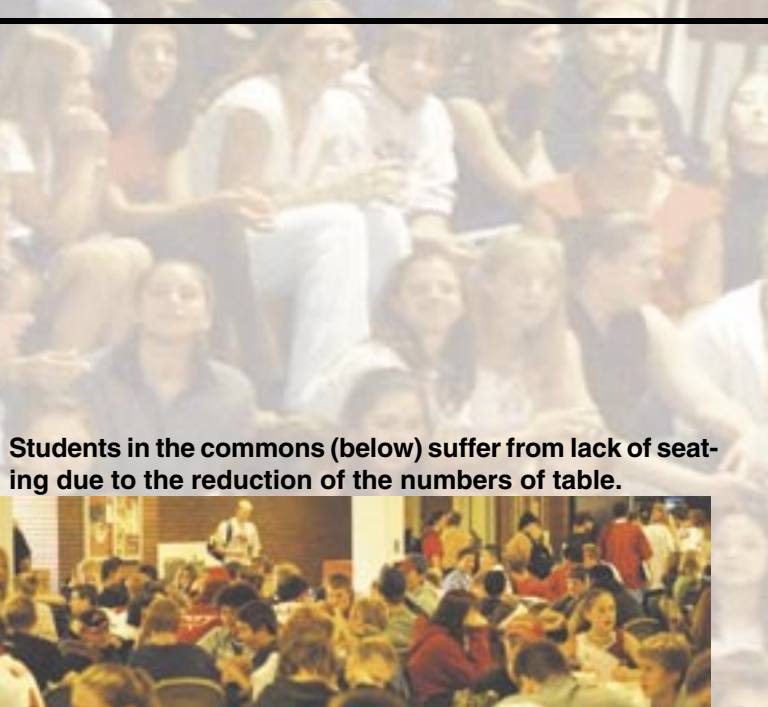 Students in the commons (below) suffer from lack of seat-
ing due to the reduction of the numbers of table.